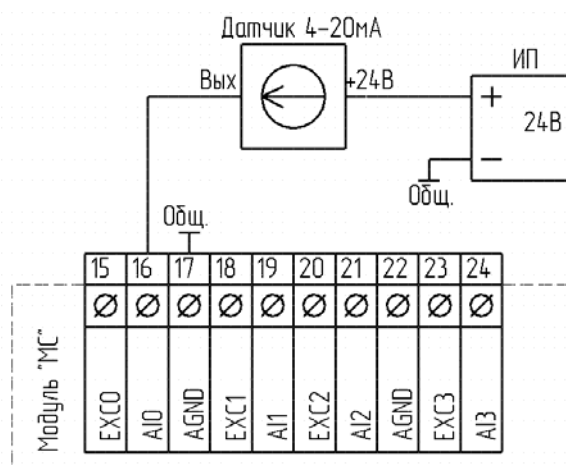 Датчик 4-20мА
Вых
+24В
ИП
+
24В
−
Общ.
Общ.
15 16 17 18 19 20 21 22 23 24
Модуль "МС"
EXC0 AI0 AGND EXC1 AI1 EXC2 AI2 AGND EXC3 AI3